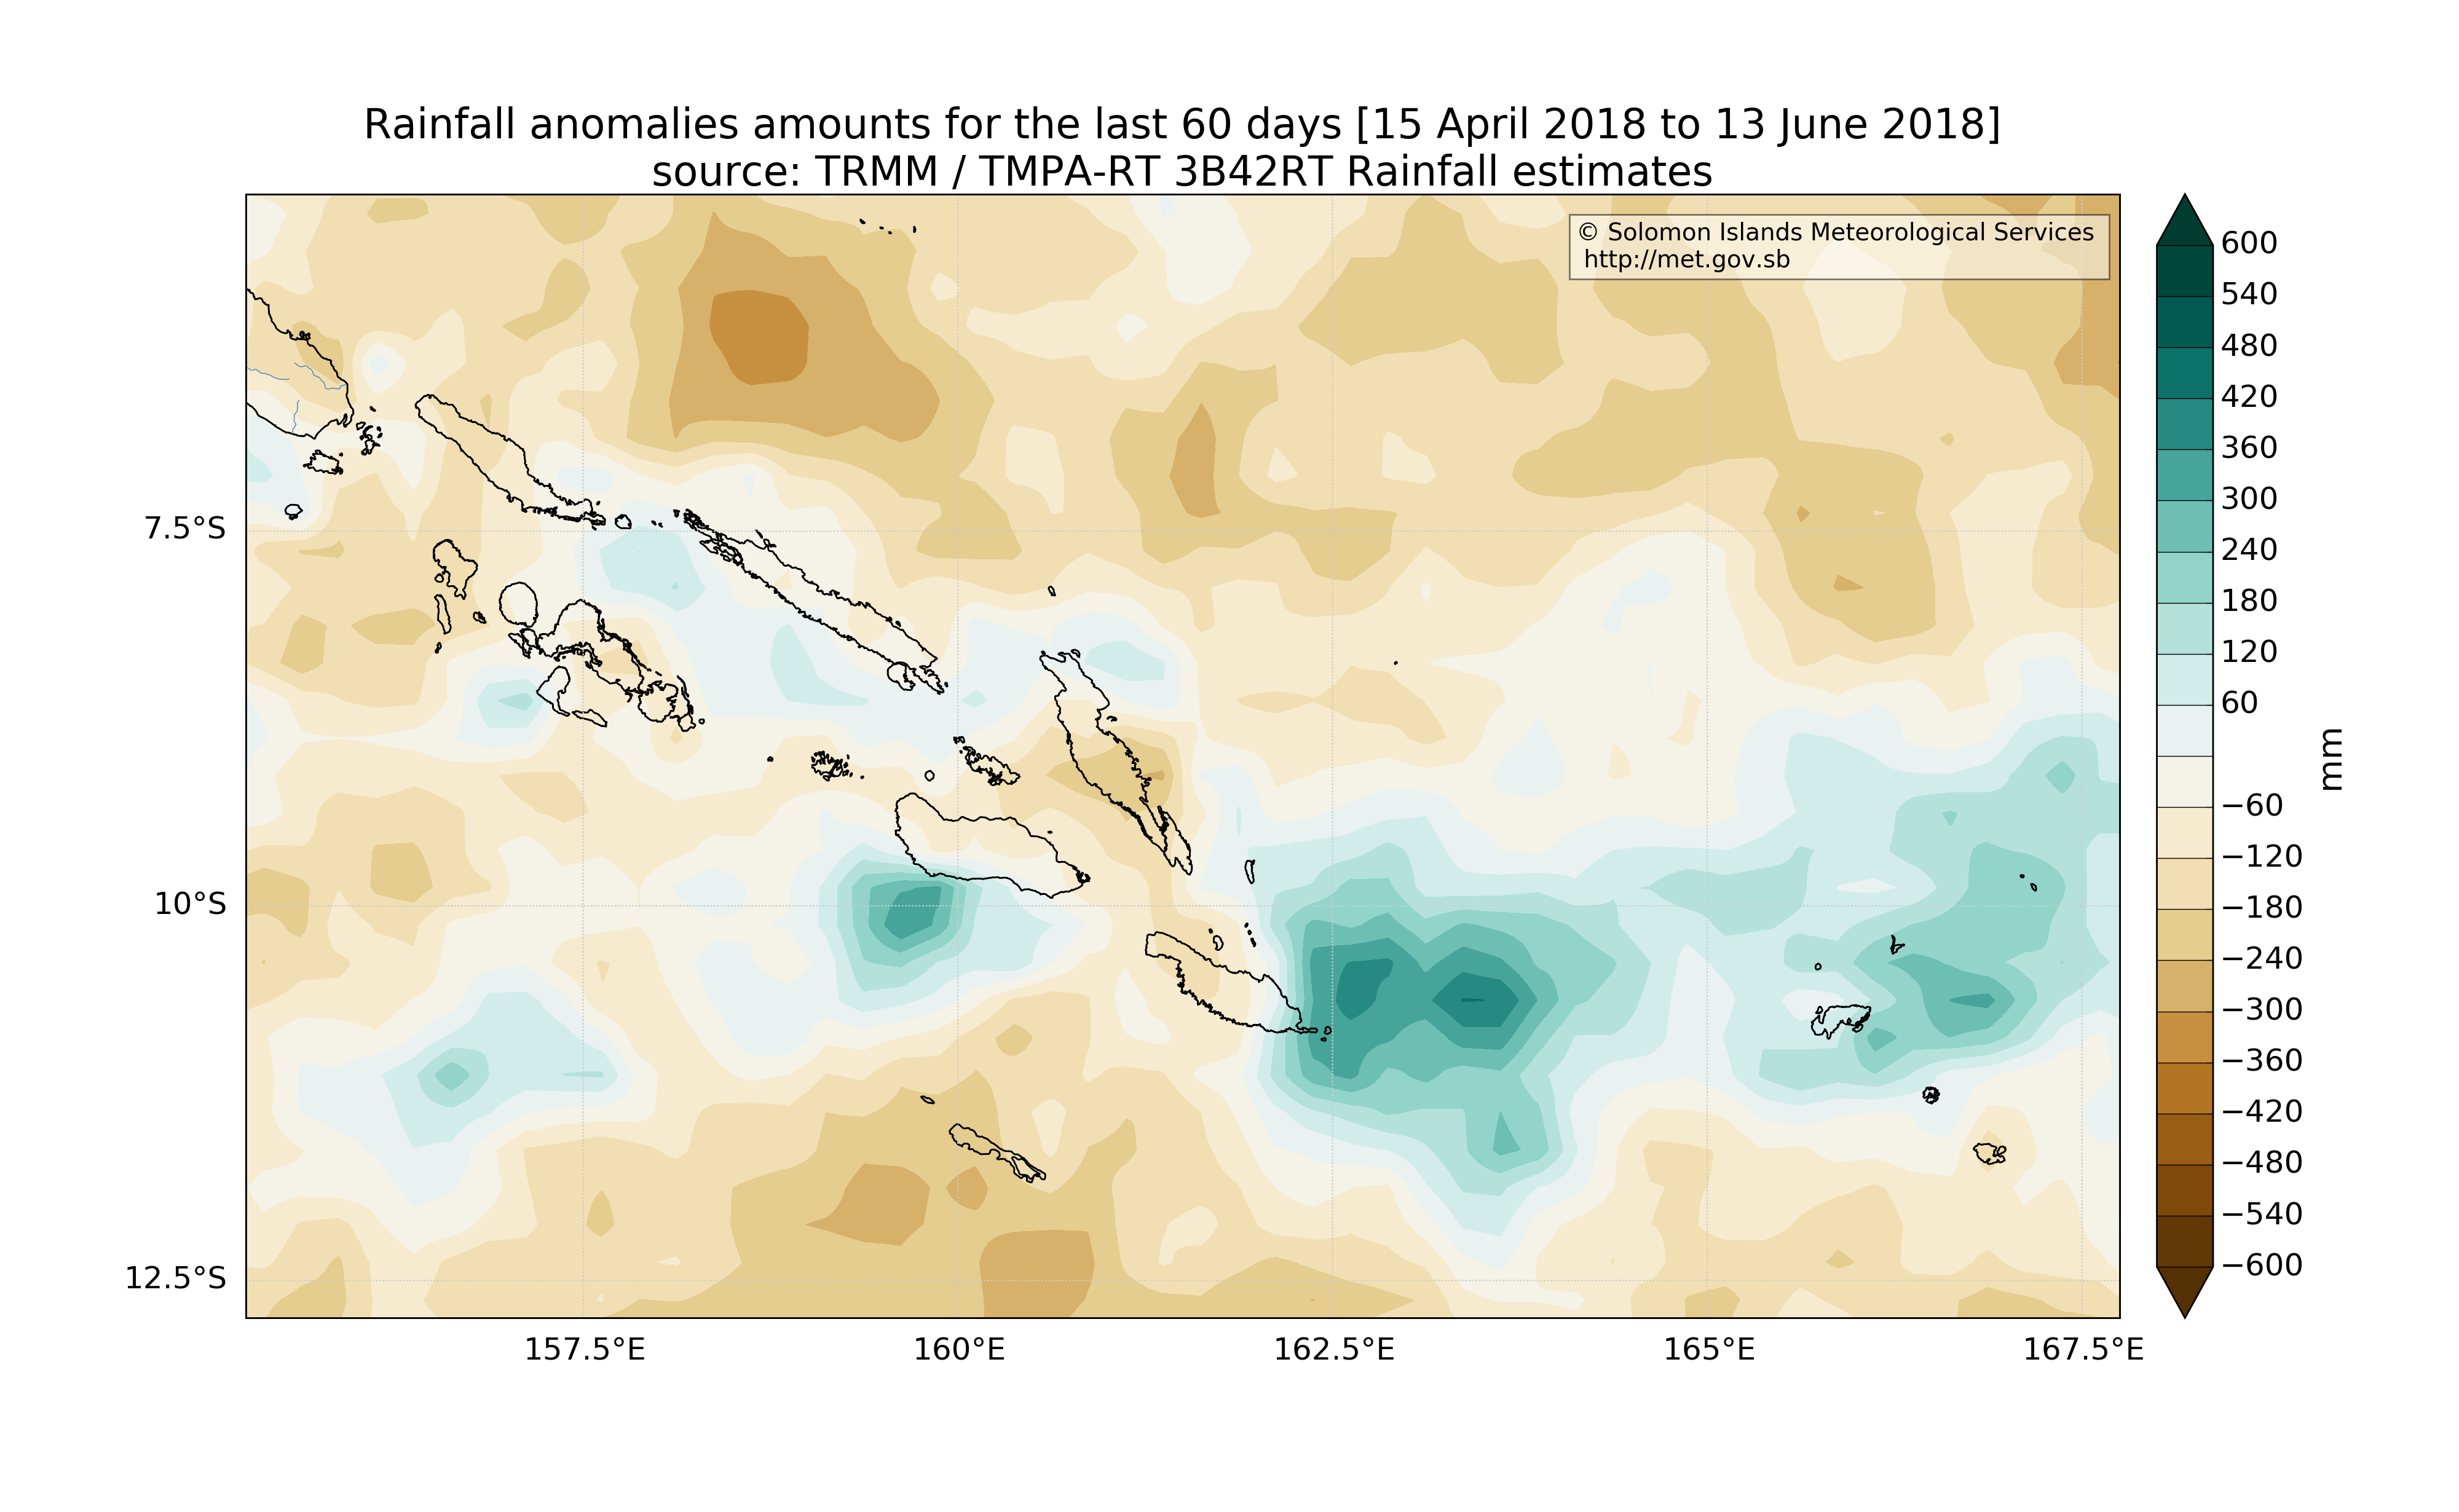 Rainfall anomalies amounts for the last 60 days [15 April 2018 to 13 June 2018]
source: TRMM / TMPA-RT 3B42RT Rainfall estimates
© Solomon Islands Meteorological Services
http://met.gov.sb
7.5°S
10°S
12.5°S
157.5°E
160°E
162.5°E
165°E
167.5°E
600
540
480
420
360
300
240
180
120
60
−60
−120
−180
−240
−300
−360
−420
−480
−540
−600
mm